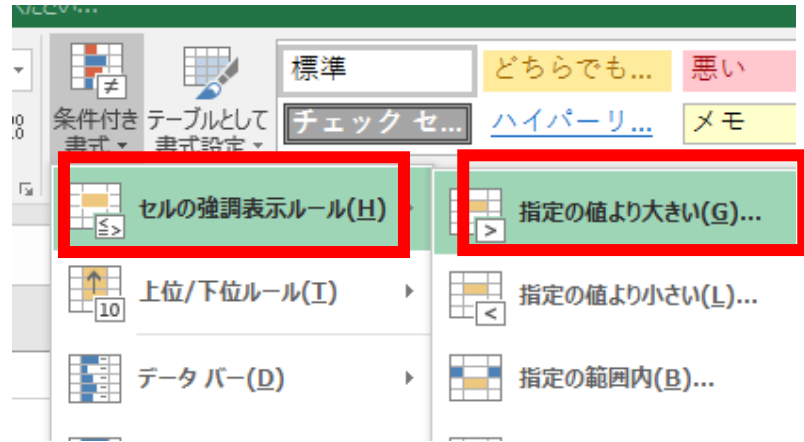 標準
どちらでも...
悪い
条件付き
書式
テーブルとして
書式設定
チェック セ...
ハイパーリ...
メモ
セルの強調表示ルール(H)
指定の値より大きい(G)...
上位/下位ルール(T)
指定の値より小さい(L)...
データ バー(D)
指定の範囲内(B)...